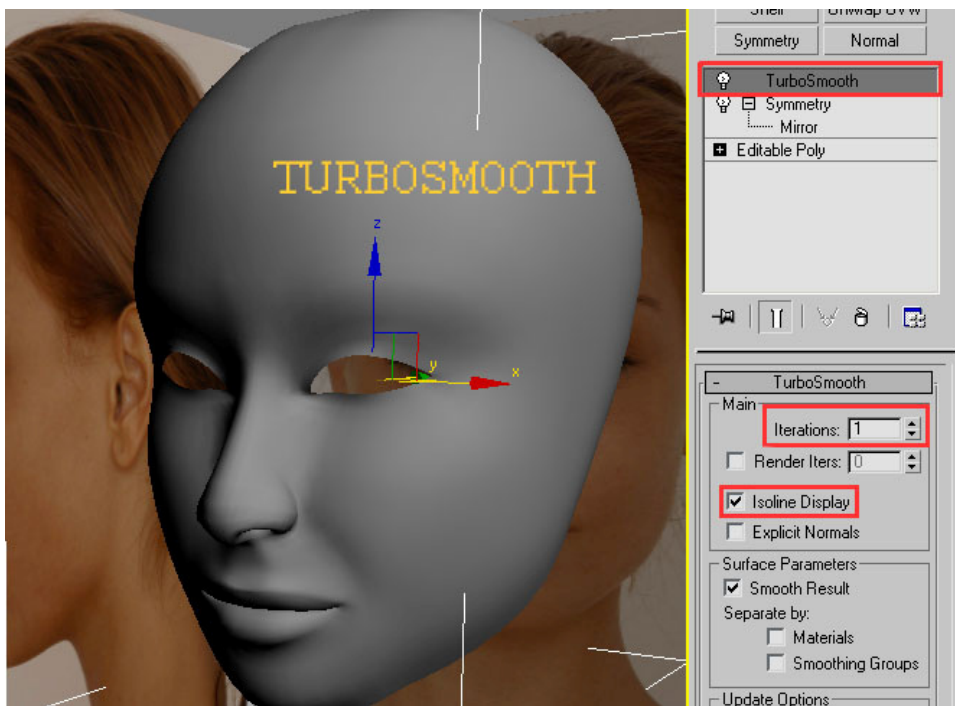 Shell Unwrap UVW
Symmetry Normal
TurboSmooth
Symmetry
Mirror
Editable Poly
TURBOSMOOTH
z
y
x
- TurboSmooth
Main
Iterations: 1
Render Iters: 0
Isoline Display
Explicit Normals
Surface Parameters
Smooth Result
Separate by:
Materials
Smoothing Groups
Update Options